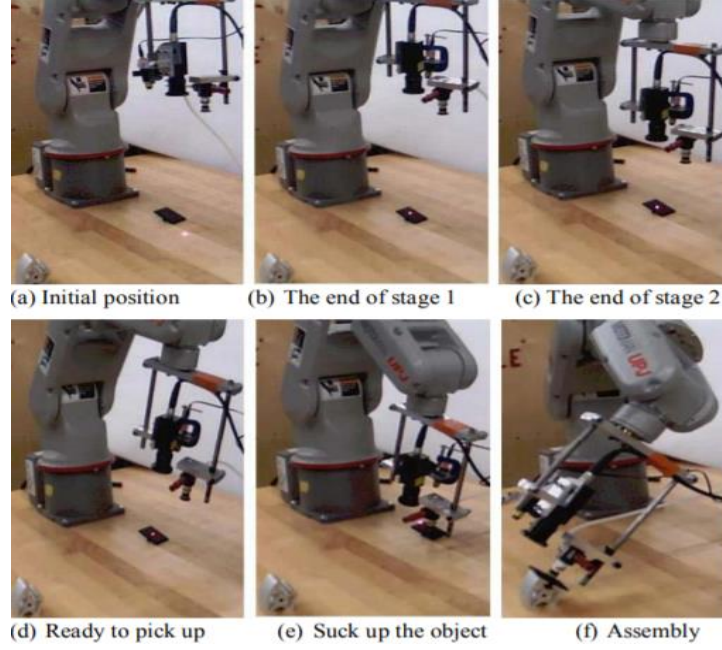 (a) Initial position
(b) The end of stage 1
(c) The end of stage 2
(d) Ready to pick up
(e) Suck up the object
(f) Assembly